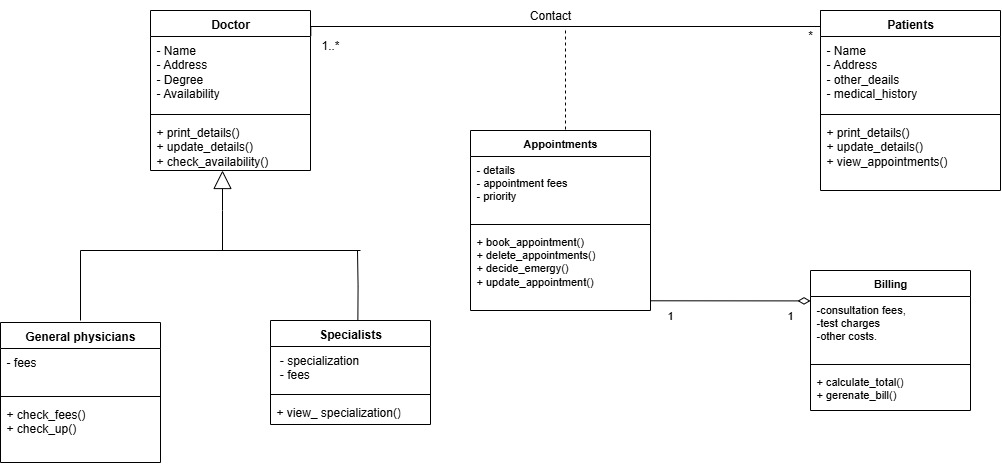 Contact
Doctor
- Name
- Address
- Degree
- Availability
+ print_details()
+ update_details()
+ check_availability()
1..*
*
Patients
- Name
- Address
- other_deails
- medical_history
+ print_details()
+ update_details()
+ view_appointments()
Appointments
- details
- appointment fees
- priority
+ book_appointment()
+ delete_appointments()
+ decide_emergy()
+ update_appointment()
1
1
Billing
-consultation fees,
-test charges
-other costs.
+ calculate_total()
+ gerenate_bill()
General physicians
- fees
+ check_fees()
+ check_up()
Specialists
- specialization
- fees
+ view_ specialization()